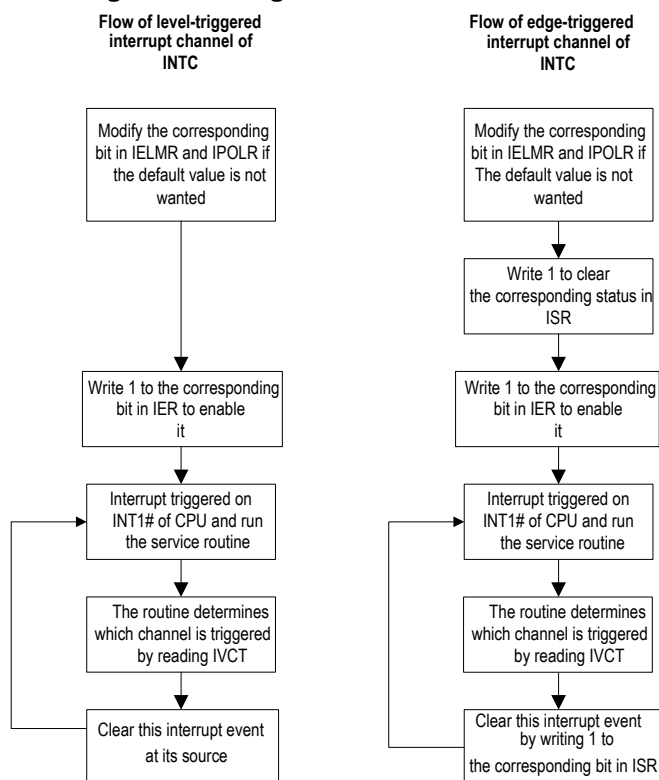 Flow of level-triggered
interrupt channel of
INTC
Modify the corresponding
bit in IELMR and IPOLR if
the default value is not
wanted
Write 1 to the corresponding
bit in IER to enable
it
Interrupt triggered on
INT1# of CPU and run
the service routine
The routine determines
which channel is triggered
by reading IVCT
Clear this interrupt event
at its source
Flow of edge-triggered
interrupt channel of
INTC
Modify the corresponding
bit in IELMR and IPOLR if
The default value is not
wanted
Write 1 to clear
the corresponding status in
ISR
Write 1 to the corresponding
bit in IER to enable
it
Interrupt triggered on
INT1# of CPU and run
the service routine
The routine determines
which channel is triggered
by reading IVCT
Clear this interrupt event
by writing 1 to
the corresponding bit in ISR